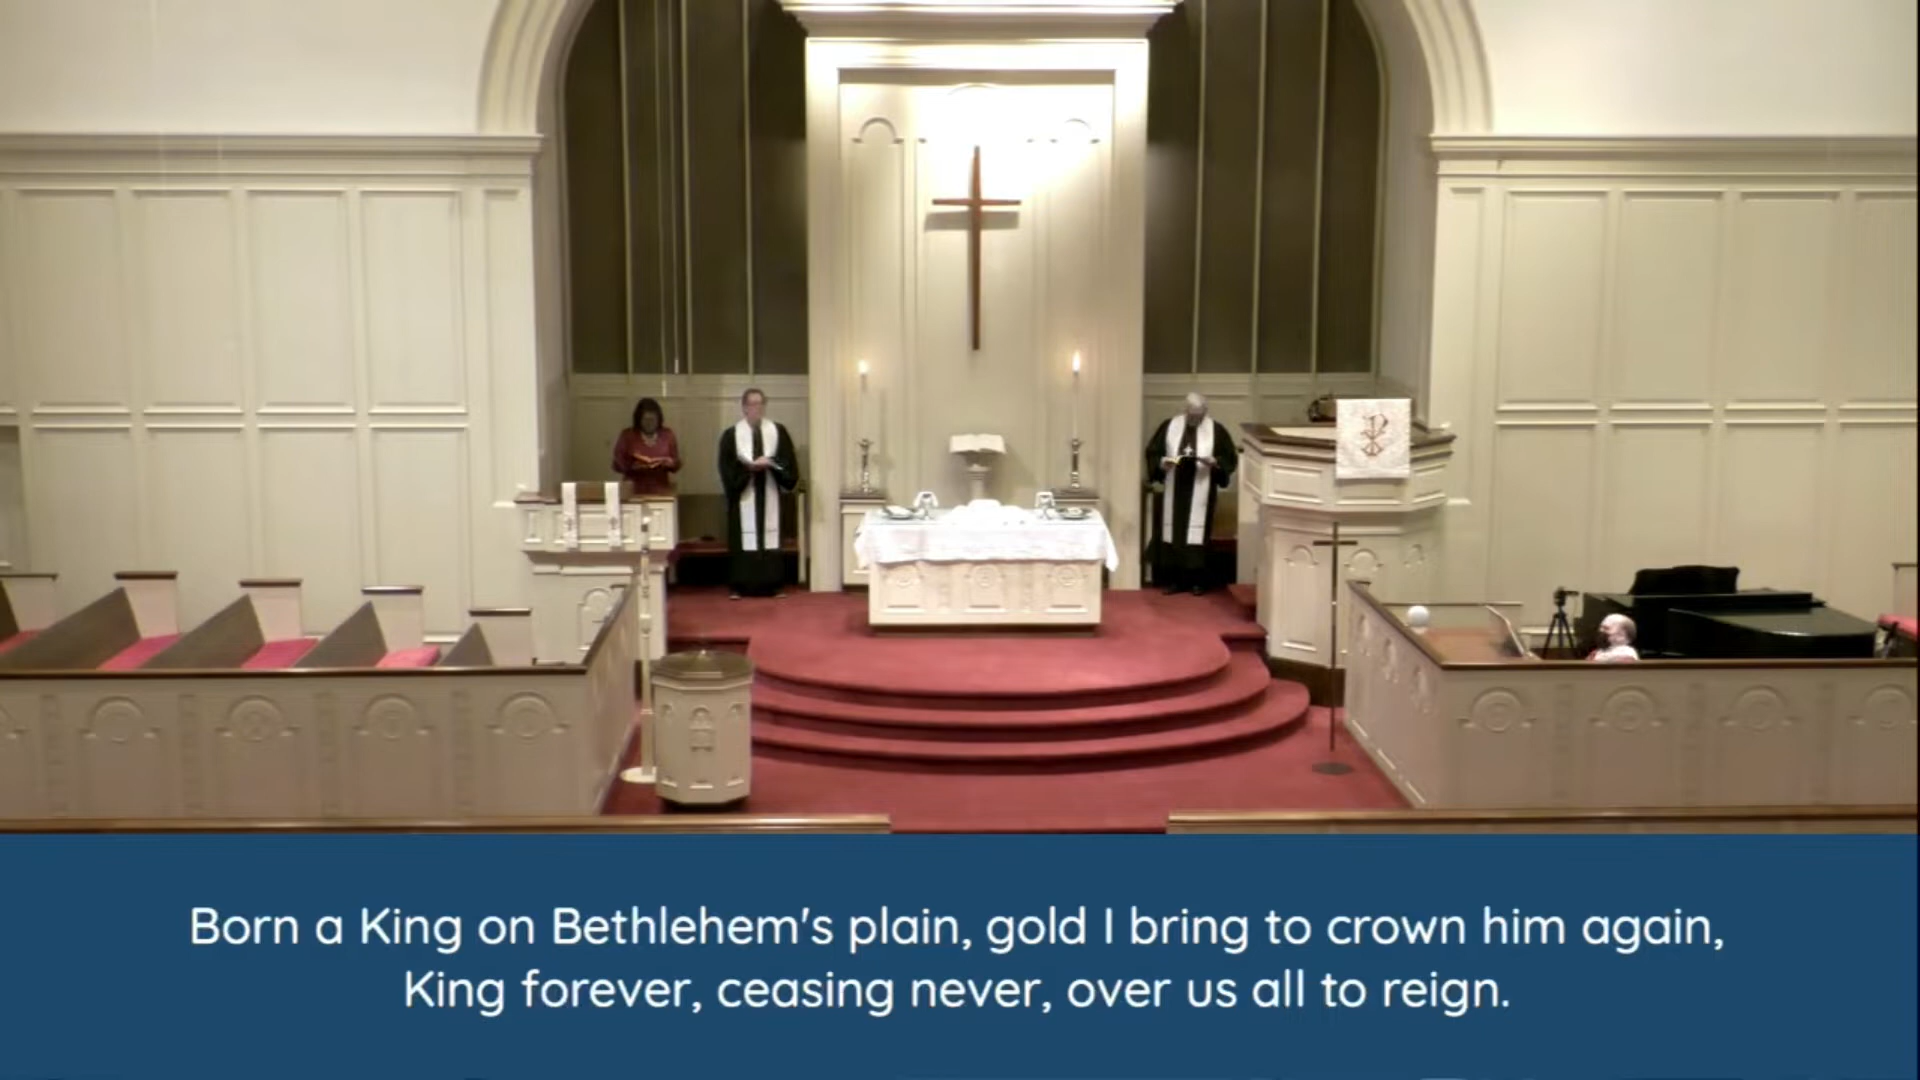 Born a King on Bethlehem's plain, gold I bring to crown him again,
King forever, ceasing never, over us all to reign.